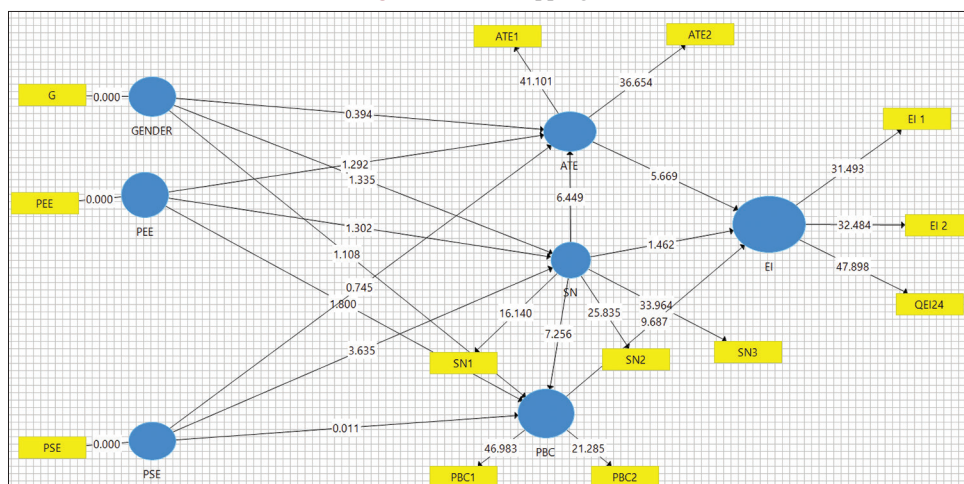 ATE1
ATE2
41.101
36.654
G
0.000
GENDER
0.394
ATE
EI 1
31.493
1.292
1.335
5.669
PEE
0.000
PEE
6.449
1.302
1.462
32.484
EI 2
1.108
EI
SN
47.898
0.745
1.800
16.140
25.835
33.964
9.687
QEI24
7.256
3.635
SN1
SN2
SN3
0.011
PSE
0.000
PSE
PBC
46.983
21.285
PBC1
PBC2